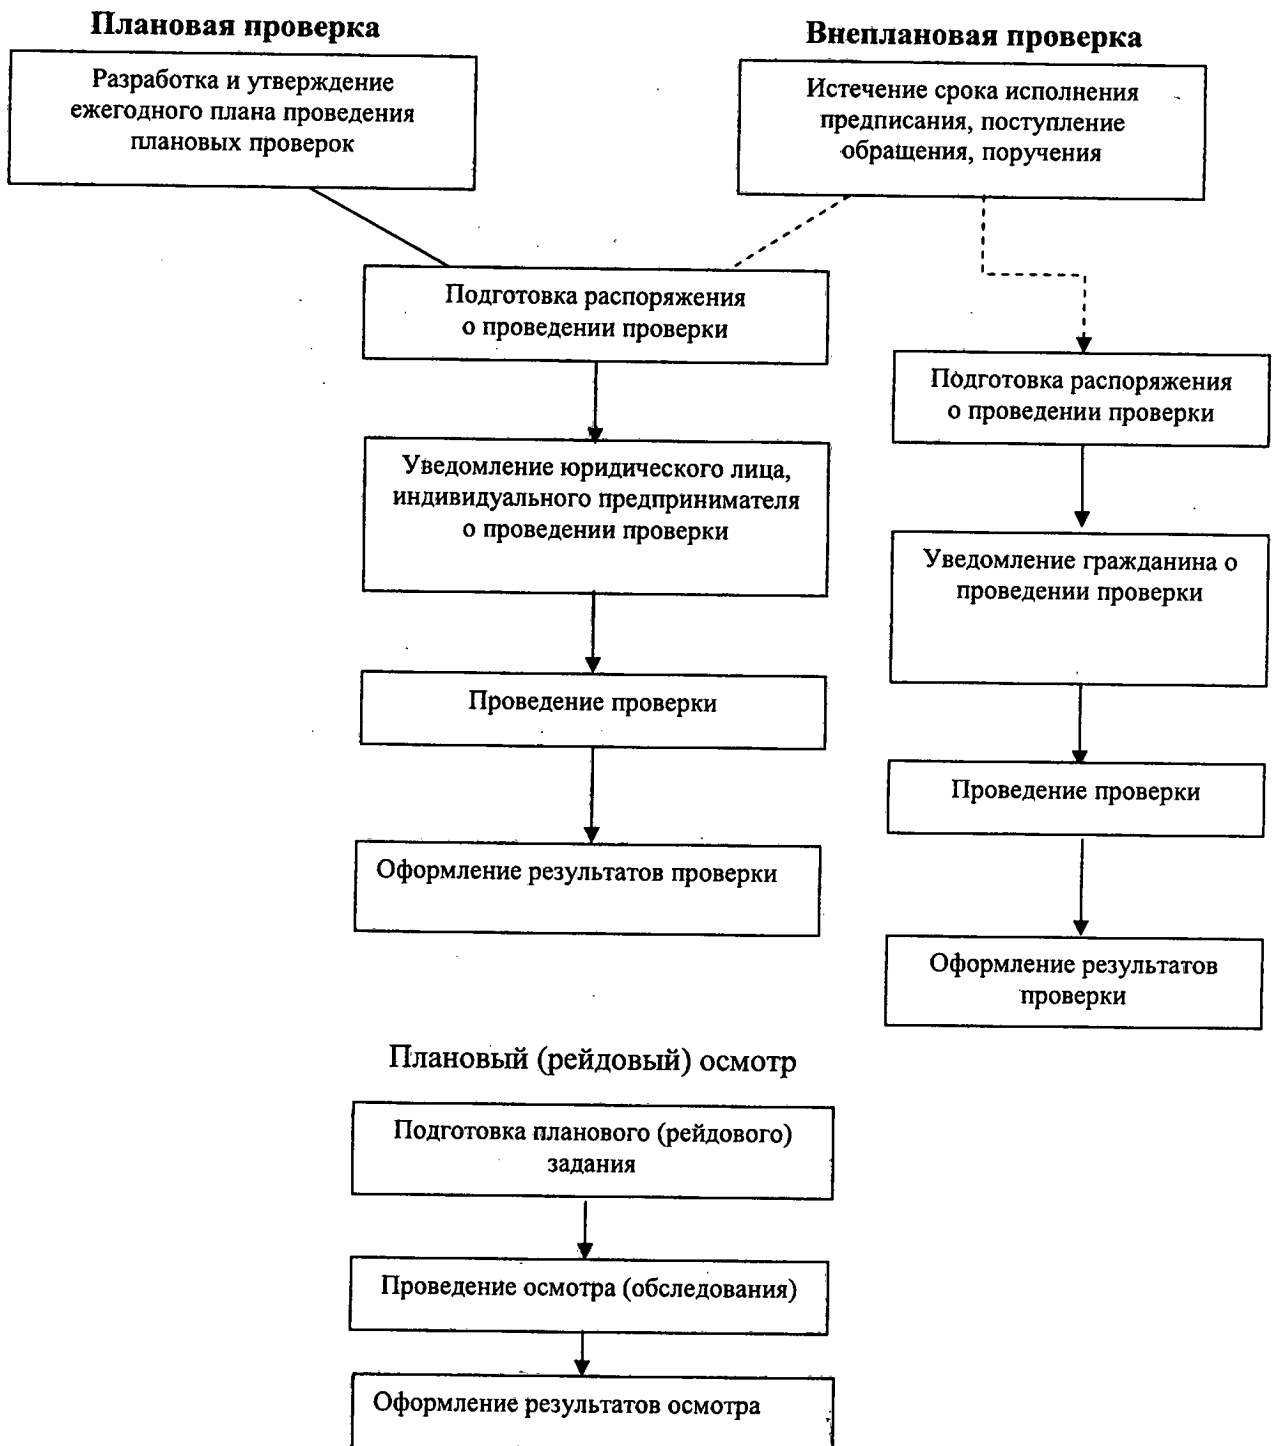 Плановая проверка
Разработка и утверждение
ежегодного плана проведения
плановых проверок
Внеплановая проверка
Истечение срока исполнения
предписания, поступление
обращения, поручения
Подготовка распоряжения
о проведении проверки
Уведомление юридического лица,
индивидуального предпринимателя
о проведении проверки
Проведение проверки
Оформление результатов проверки
Подготовка распоряжения
о проведении проверки
Уведомление гражданина о
проведении проверки
Проведение проверки
Оформление результатов
проверки
Плановый (рейдовый) осмотр
Подготовка планового (рейдового)
задания
Проведение осмотра (обследования)
Оформление результатов осмотра